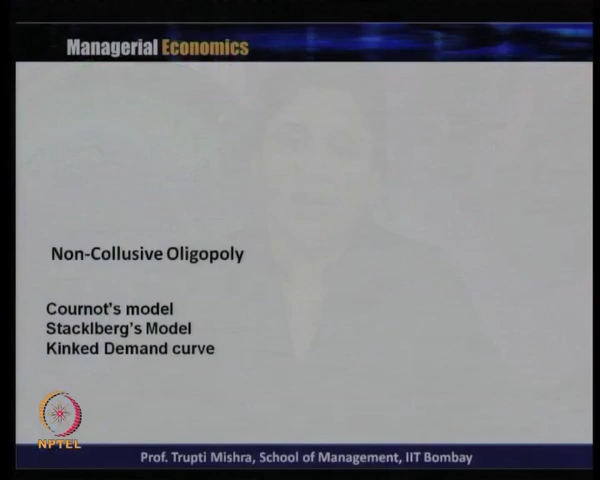 Managerial Economics
Non-Collusive Oligopoly
Cournot's model
Stacklberg's Model
Kinked Demand curve
NPTEL
Prof. Trupti Mishra, School of Management, IIT Bombay